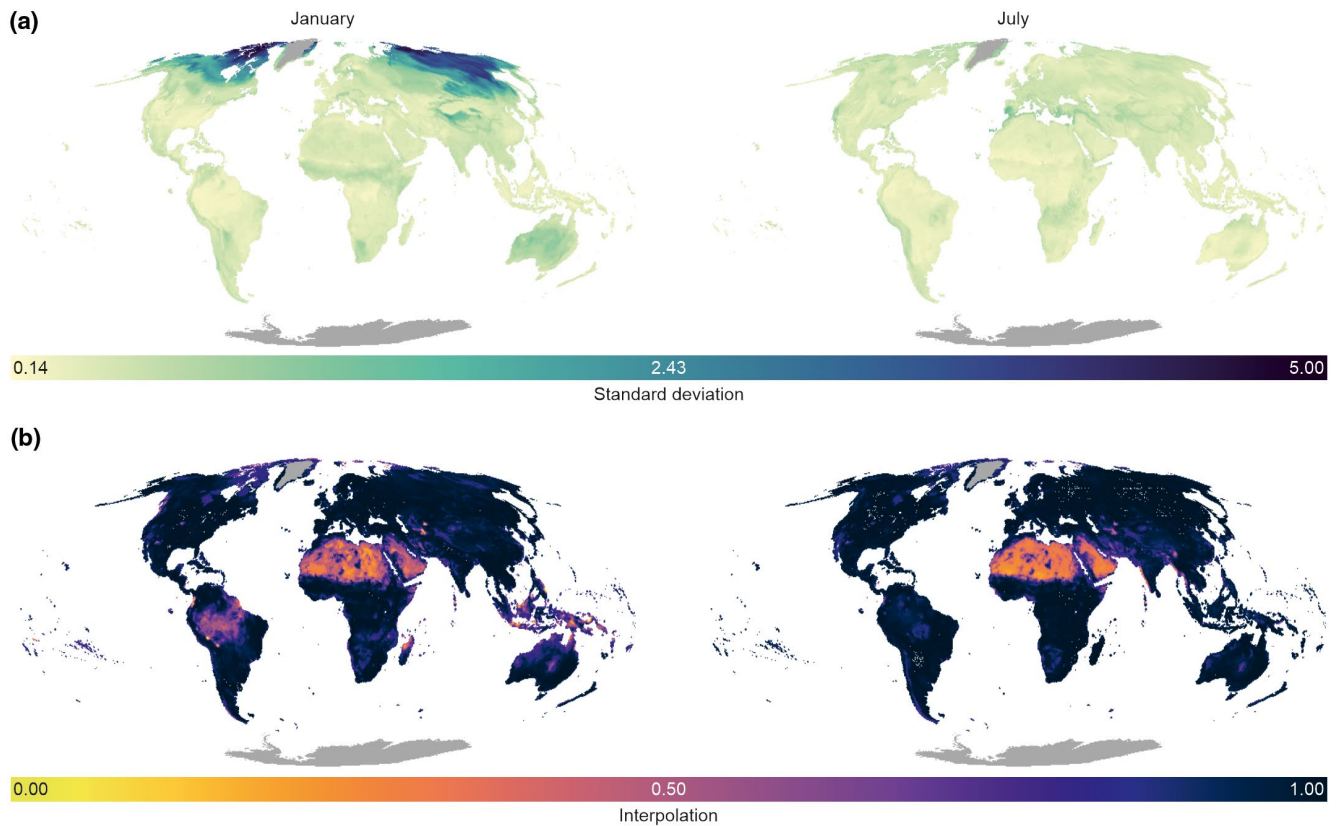 (a)
January
July
0.14
2.43
5.00
Standard deviation
(b)
0.00
0.50
1.00
Interpolation